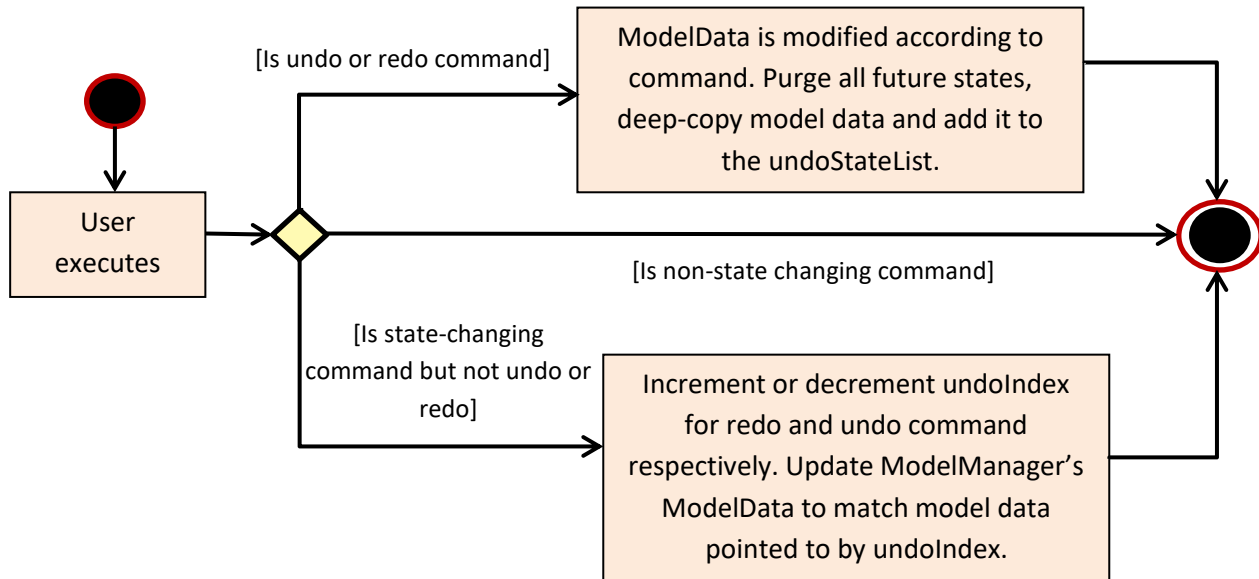 [Is undo or redo command]
ModelData is modified according to
command. Purge all future states,
deep-copy model data and add it to
the undoStateList.
User
executes
[Is non-state changing command]
[Is state-changing
command but not undo or
redo]
Increment or decrement undoIndex
for redo and undo command
respectively. Update ModelManager’s
ModelData to match model data
pointed to by undoIndex.